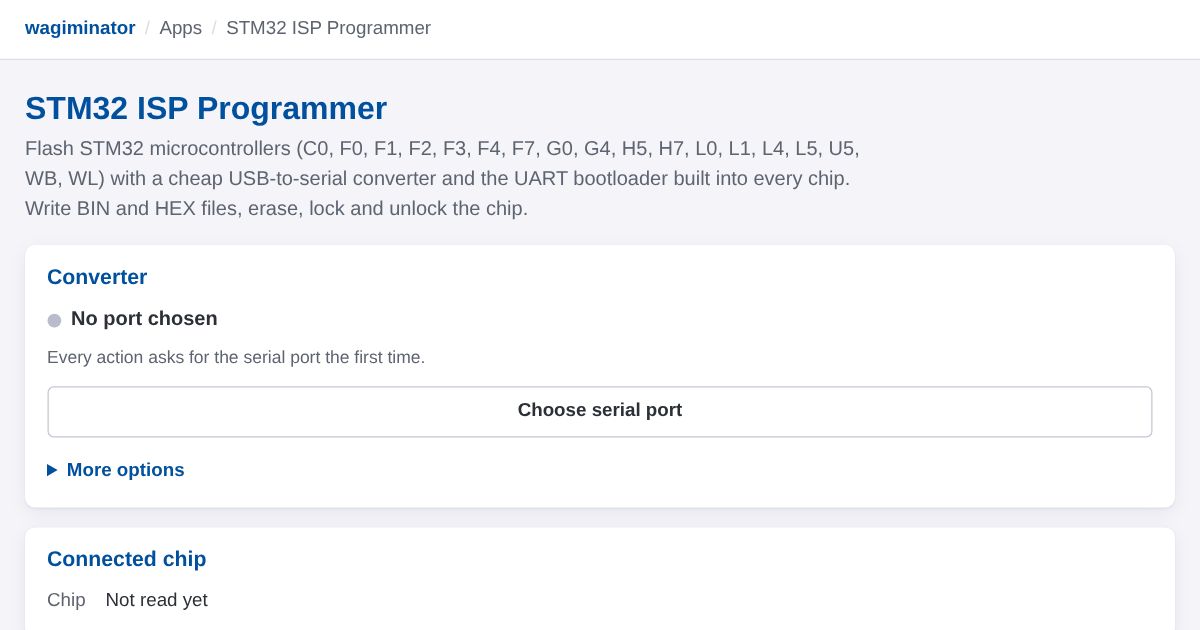 wagiminator / Apps / STM32 ISP Programmer
STM32 ISP Programmer
Flash STM32 microcontrollers (C0, F0, F1, F2, F3, F4, F7, G0, G4, H5, H7, L0, L1, L4, L5, U5,
WB, WL) with a cheap USB-to-serial converter and the UART bootloader built into every chip.
Write BIN and HEX files, erase, lock and unlock the chip.
Converter
No port chosen
Every action asks for the serial port the first time.
Choose serial port
More options
Connected chip
Chip Not read yet